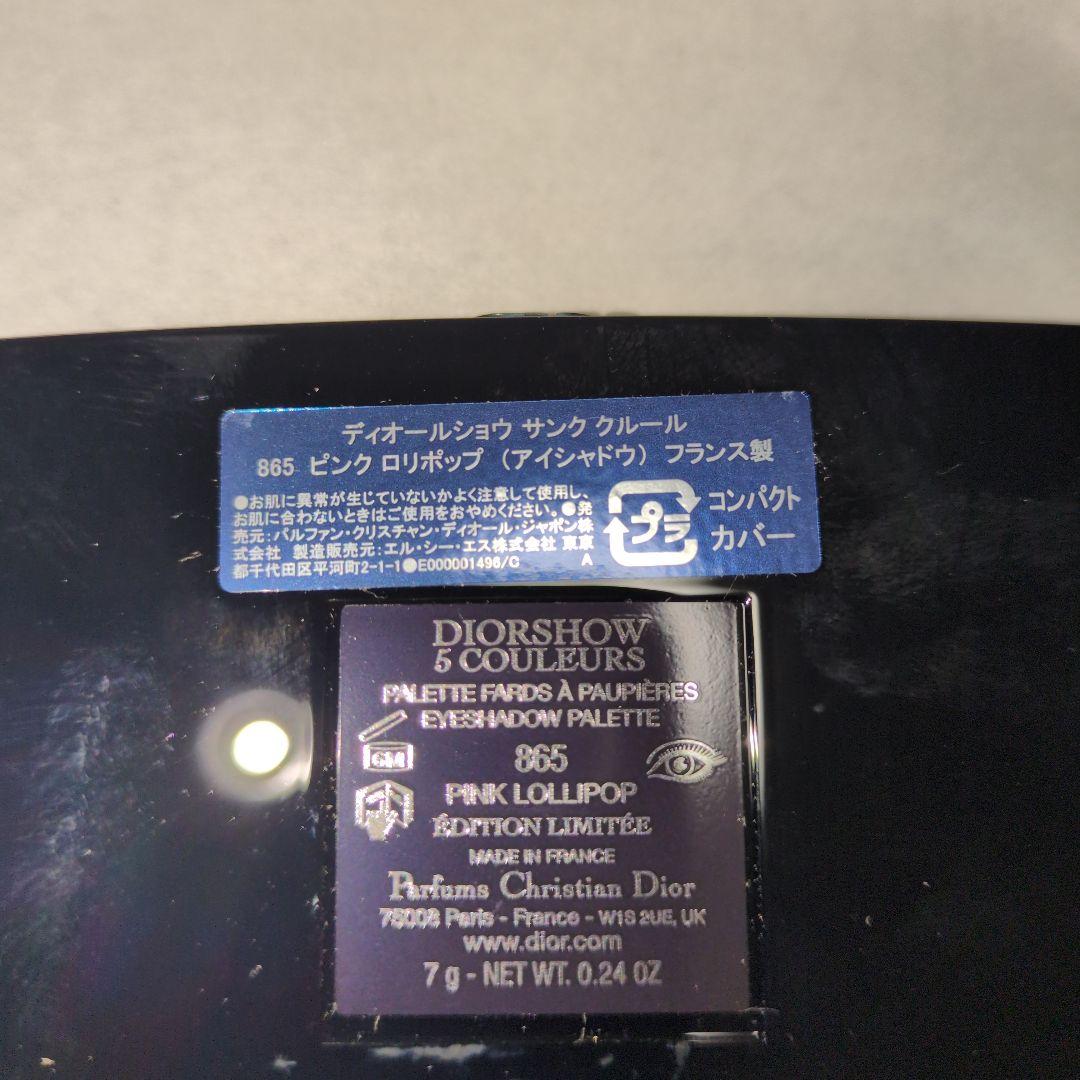 ディオールショウ サンク クルール
865 ピンク ロリポップ（アイシャドウ）フランス製
●お肌に異常が生じていないかよく注意して使用し、
お肌に合わないときはご使用をおやめください。●発
売元：パルファン・クリスチャン・ディオール・ジャポン株
式会社 製造販売元：エル・シー・エス株式会社 東京
都千代田区平河町2-1-1●E000001496/C A
プラ
コンパクト
カバー
DIORSHOW
5 COULEURS
PALETTE FARDS À PAUPIÈRES
EYESHADOW PALETTE
6M
865
PINK LOLLIPOP
ÉDITION LIMITÉE
MADE IN FRANCE
Parfums Christian Dior
75008 Paris - France - W1S 2UE, UK
www.dior.com
7 g - NET WT. 0.24 OZ